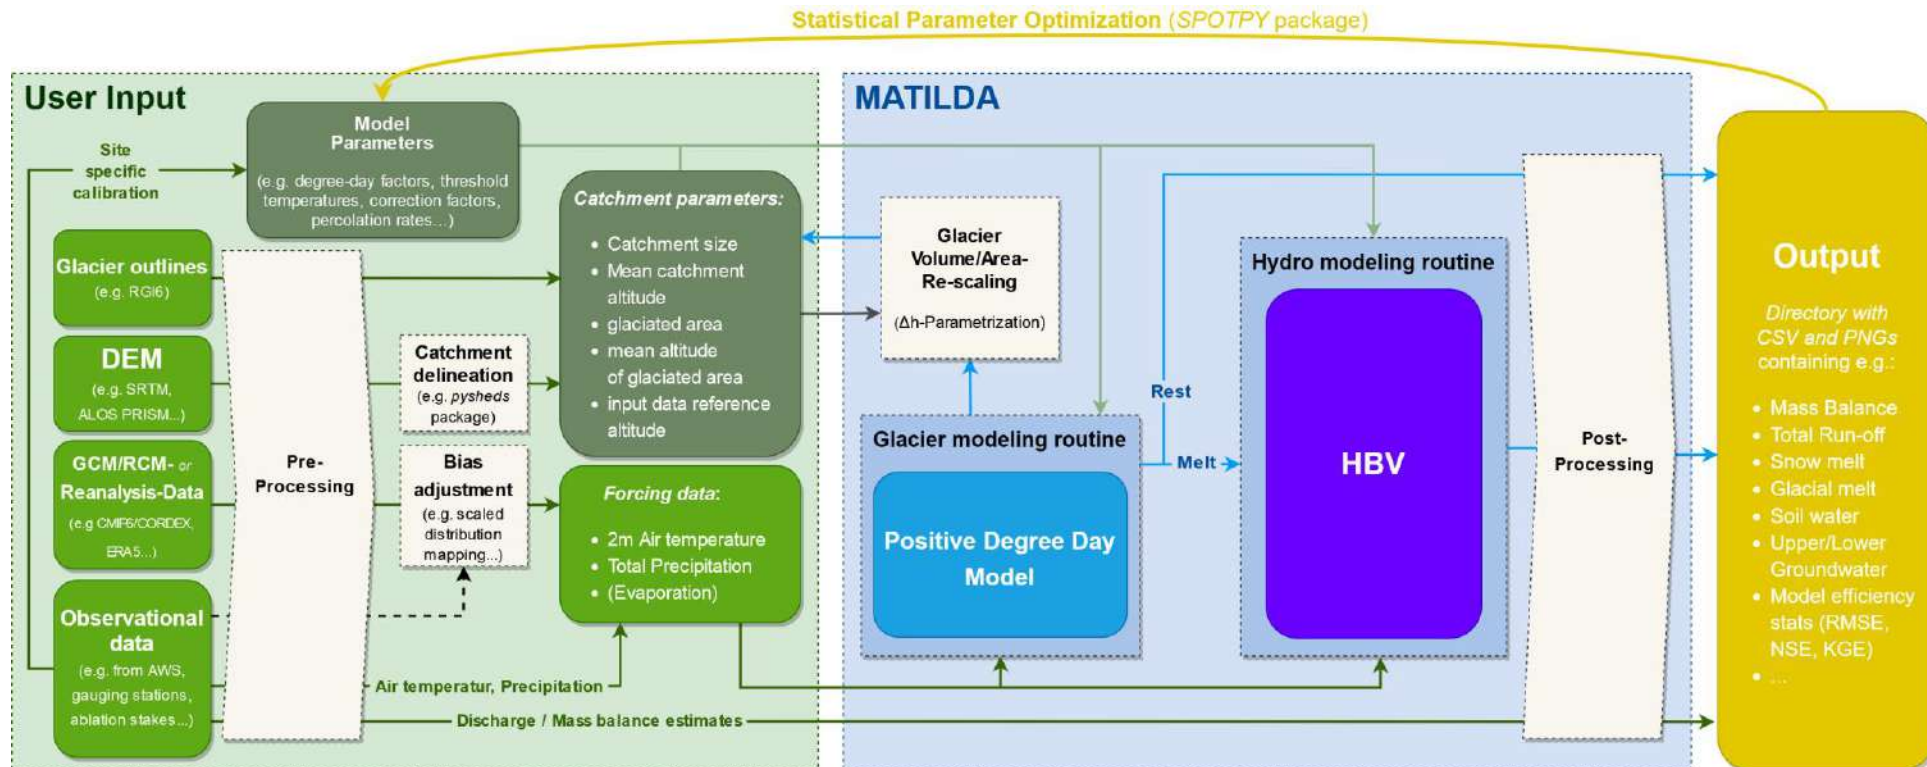 Statistical Parameter Optimization (SPOTPY package)
User Input
Model
Parameters
(e.g. degree-day factors, threshold
temperatures, correction factors,
percolation rates...)
Site
specific
calibration
Glacier outlines
(e.g. RGI6)
DEM
(e.g. SRTM,
ALOS PRISM...)
GCM/RCM- or
Reanalysis-Data
(e.g CMIP6/CORDEX,
ERA5...)
Observational
data
(e.g. from AWS,
gauging stations,
ablation stakes...)
Pre-
Processing
Catchment
delineation
(e.g. pysheds
package)
Bias
adjustment
(e.g. scaled
distribution
mapping...)
Catchment parameters:
• Catchment size
• Mean catchment
altitude
• glaciated area
• mean altitude
of glaciated area
• input data reference
altitude
Forcing data:
• 2m Air temperature
• Total Precipitation
• (Evaporation)
Air temperatur, Precipitation
Discharge / Mass balance estimates
MATILDA
Glacier
Volume/Area-
Re-scaling
(Δh-Parametrization)
Glacier modeling routine
Positive Degree Day
Model
Rest
Melt
Hydro modeling routine
HBV
Post-
Processing
Output
Directory with
CSV and PNGs
containing e.g.:
• Mass Balance
• Total Run-off
• Snow melt
• Glacial melt
• Soil water
• Upper/Lower
Groundwater
• Model efficiency
stats (RMSE,
NSE, KGE)
• ...